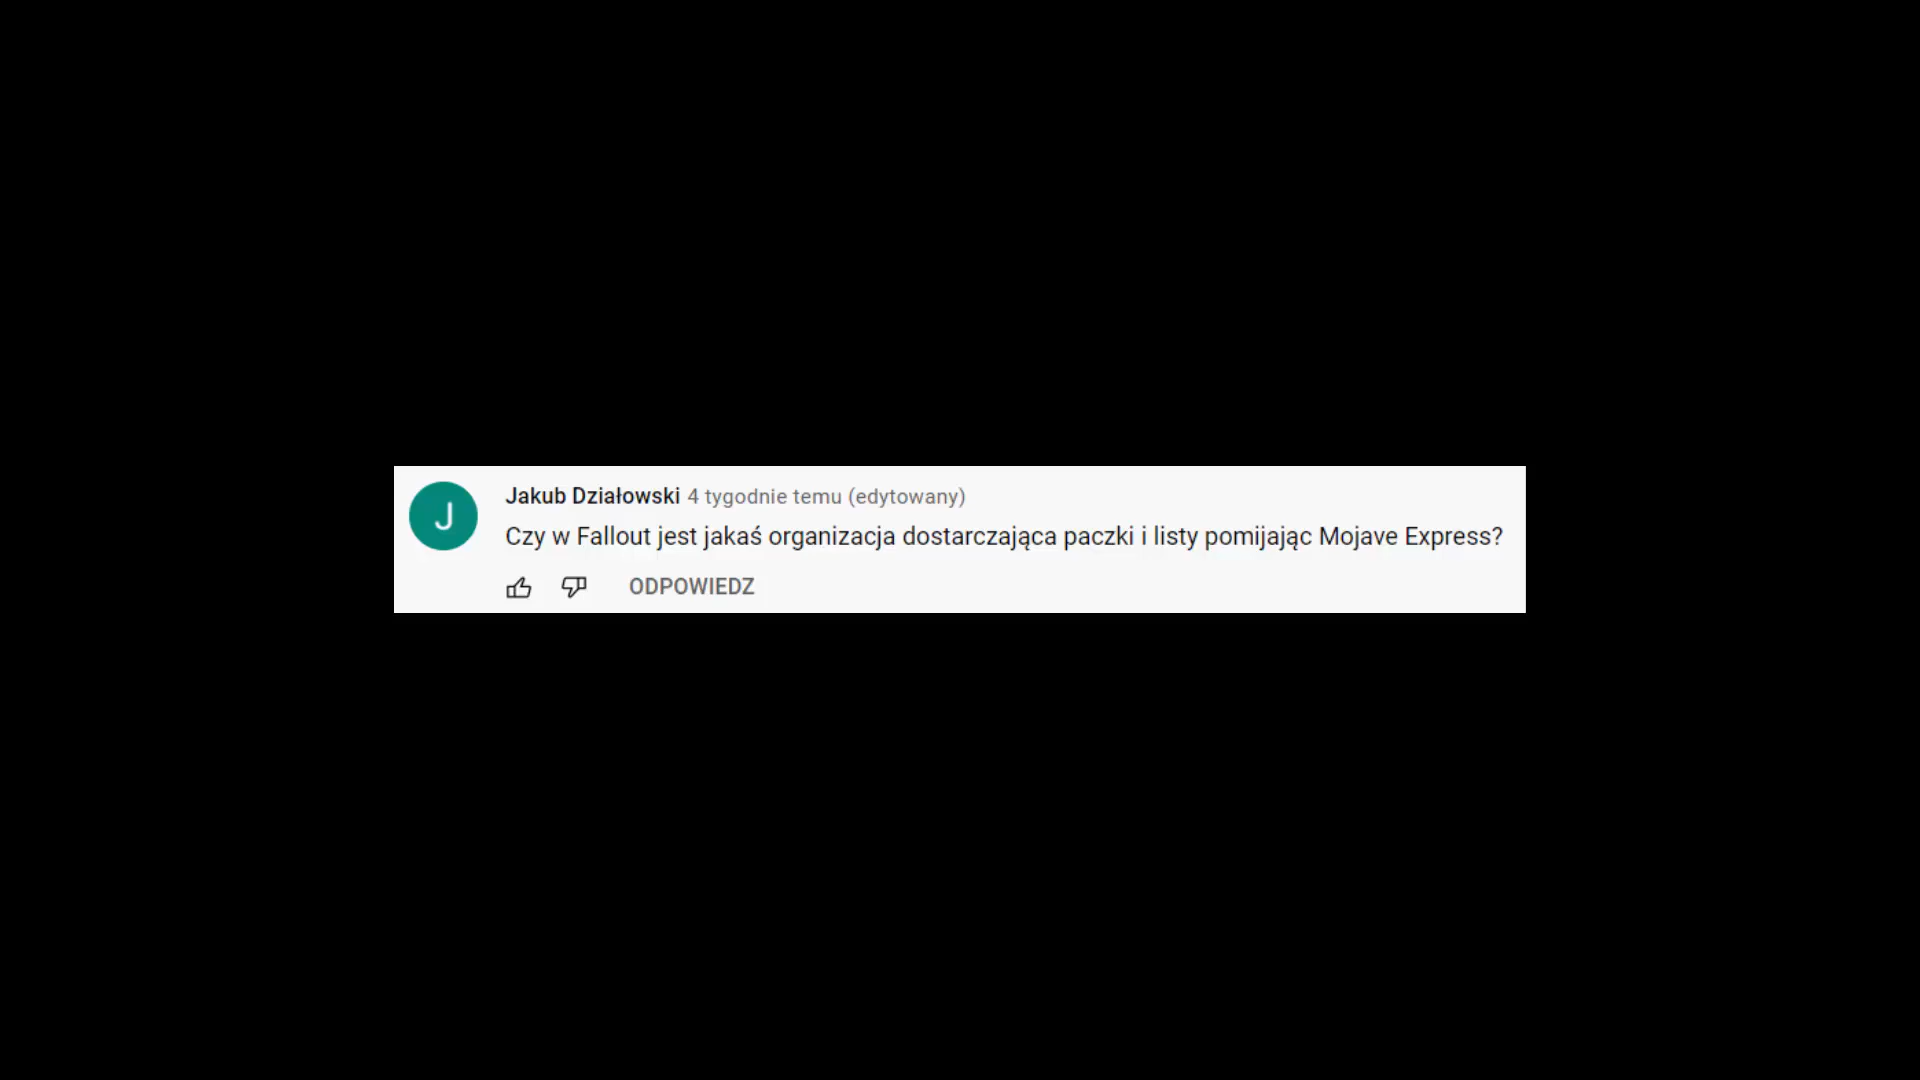 J
Jakub Działowski 4 tygodnie temu (edytowany)
Czy w Fallout jest jakaś organizacja dostarczająca paczki i listy pomijając Mojave Express?
ODPOWIEDZ